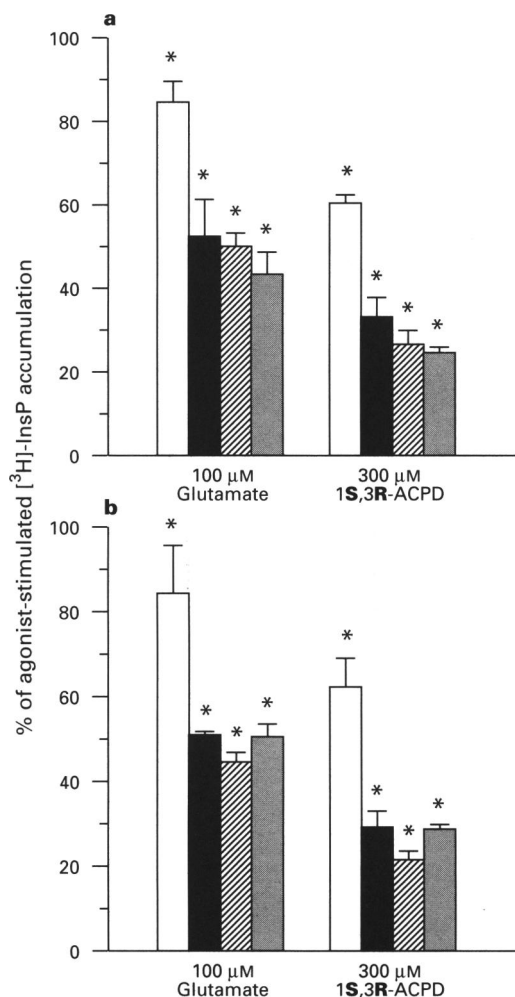 a
100
80
60
40
20
0
*
*
*
*
*
*
*
*
100 µM
Glutamate
300 µM
1S,3R-ACPD
% of agonist-stimulated [³H]-InsP accumulation
b
100
80
60
40
20
0
*
*
*
*
*
*
*
*
100 µM
Glutamate
300 µM
1S,3R-ACPD